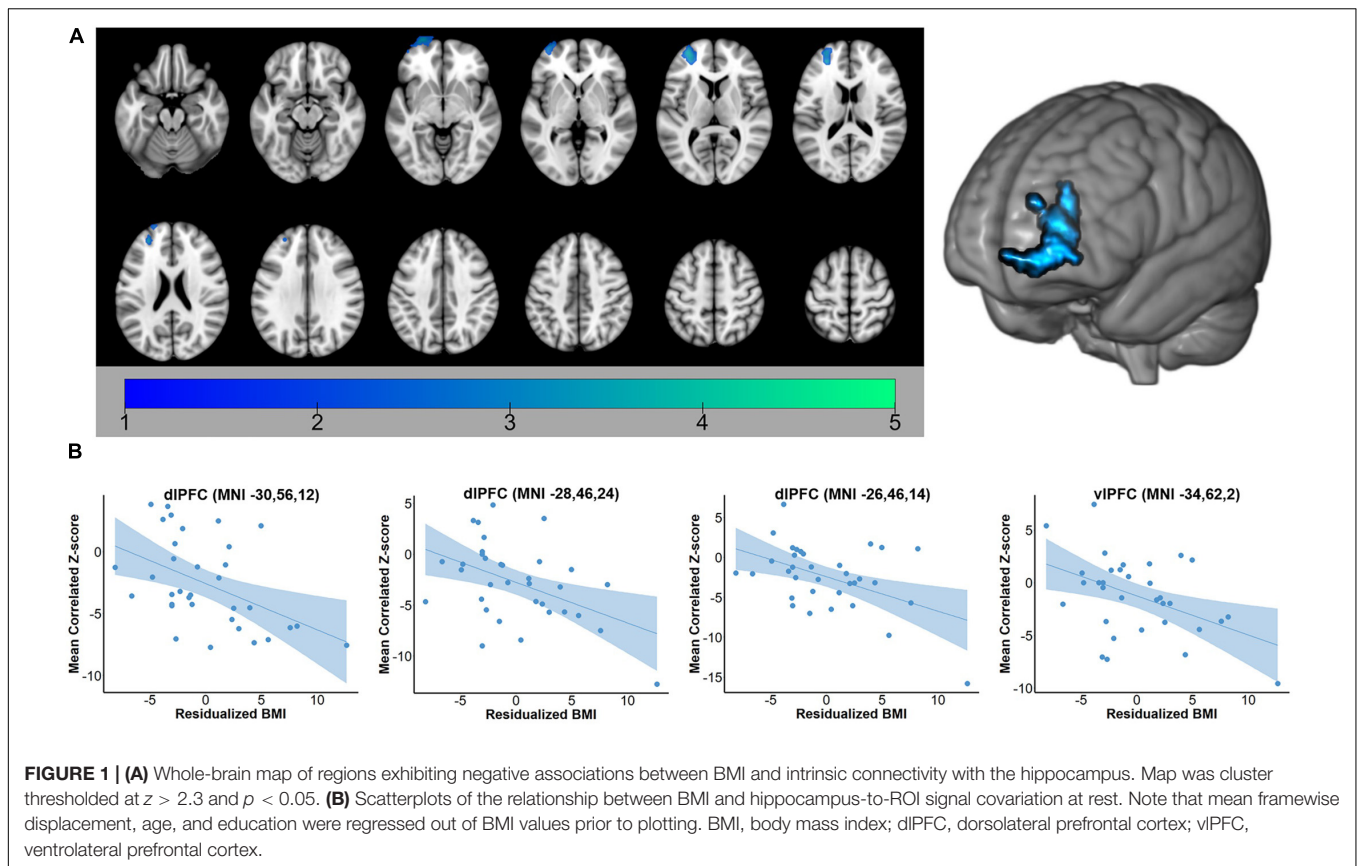 A
1 2 3 4 5
B
dlPFC (MNI -30,56,12)
Mean Correlated Z-score
0
-5
-10
-5 0 5 10
Residualized BMI
dlPFC (MNI -28,46,24)
Mean Correlated Z-score
5
0
-5
-10
-5 0 5 10
Residualized BMI
dlPFC (MNI -26,46,14)
Mean Correlated Z-score
5
0
-5
-10
-15
-5 0 5 10
Residualized BMI
vlPFC (MNI -34,62,2)
Mean Correlated Z-score
5
0
-5
-10
-5 0 5 10
Residualized BMI
FIGURE 1 | (A) Whole-brain map of regions exhibiting negative associations between BMI and intrinsic connectivity with the hippocampus. Map was cluster
thresholded at z > 2.3 and p < 0.05. (B) Scatterplots of the relationship between BMI and hippocampus-to-ROI signal covariation at rest. Note that mean framewise
displacement, age, and education were regressed out of BMI values prior to plotting. BMI, body mass index; dlPFC, dorsolateral prefrontal cortex; vlPFC,
ventrolateral prefrontal cortex.